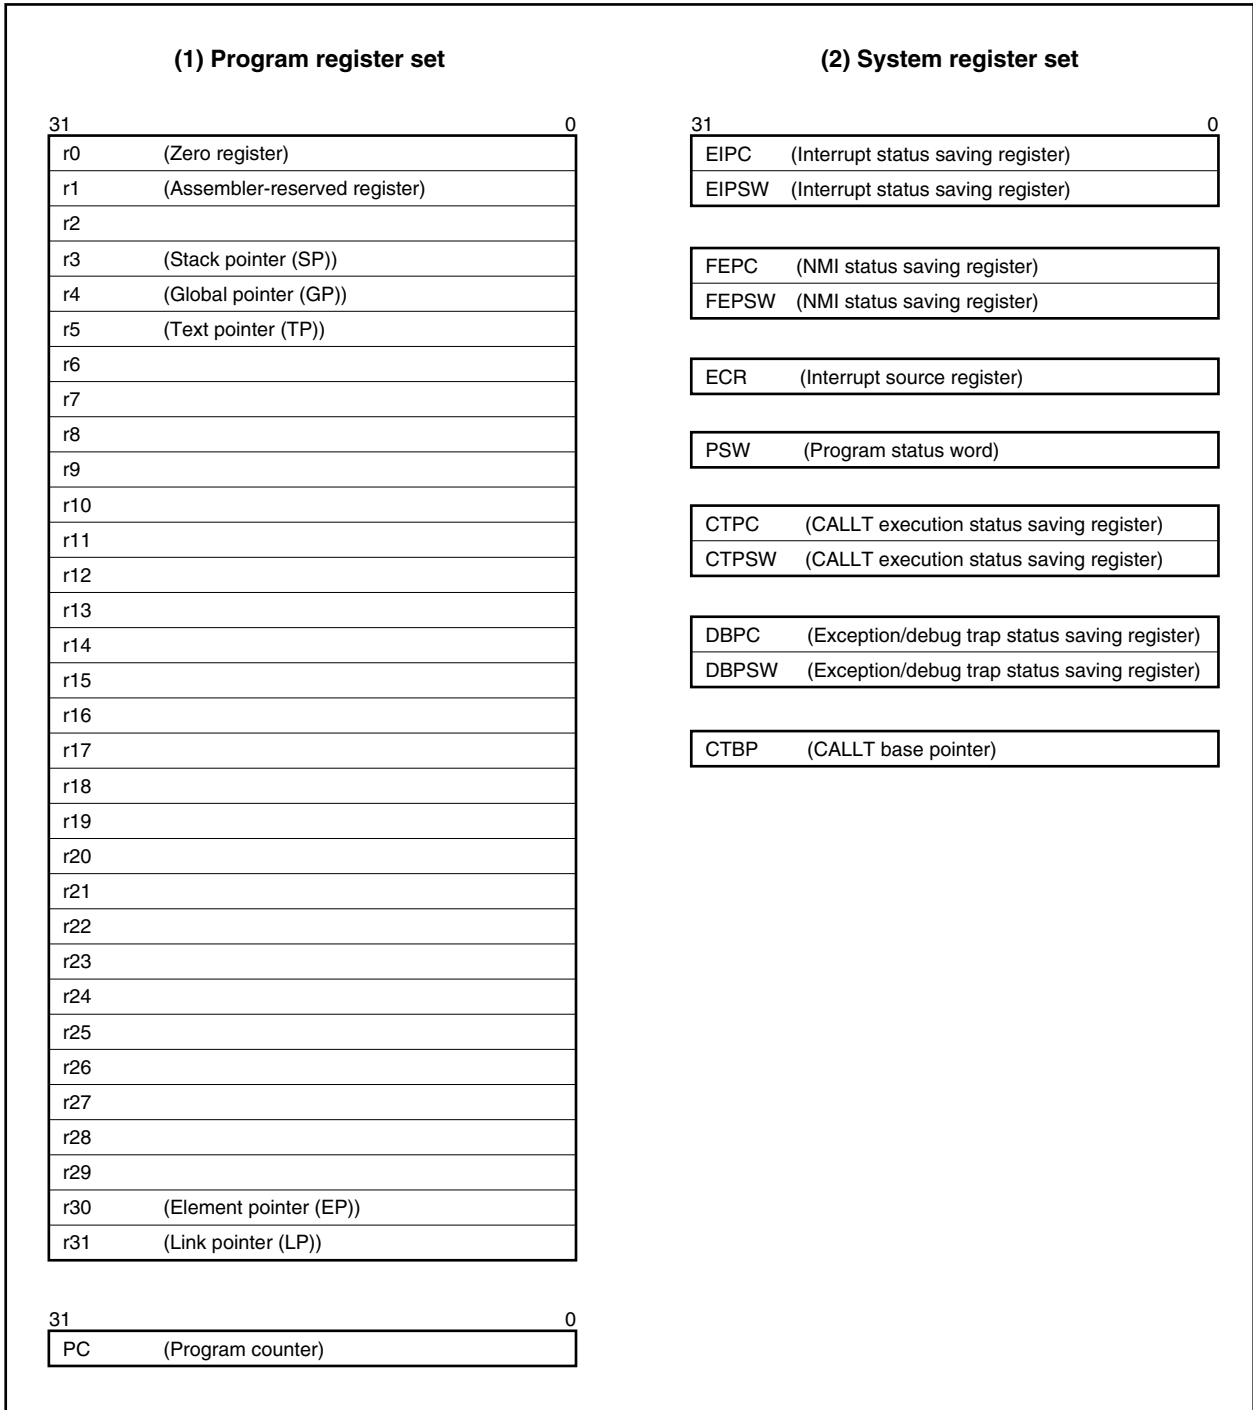 (1) Program register set
31 0
r0 (Zero register)
r1 (Assembler-reserved register)
r2
r3 (Stack pointer (SP))
r4 (Global pointer (GP))
r5 (Text pointer (TP))
r6
r7
r8
r9
r10
r11
r12
r13
r14
r15
r16
r17
r18
r19
r20
r21
r22
r23
r24
r25
r26
r27
r28
r29
r30 (Element pointer (EP))
r31 (Link pointer (LP))
31 0
PC (Program counter)
(2) System register set
31 0
EIPC (Interrupt status saving register)
EIPSW (Interrupt status saving register)
FEPC (NMI status saving register)
FEPSW (NMI status saving register)
ECR (Interrupt source register)
PSW (Program status word)
CTPC (CALLT execution status saving register)
CTPSW (CALLT execution status saving register)
DBPC (Exception/debug trap status saving register)
DBPSW (Exception/debug trap status saving register)
CTBP (CALLT base pointer)